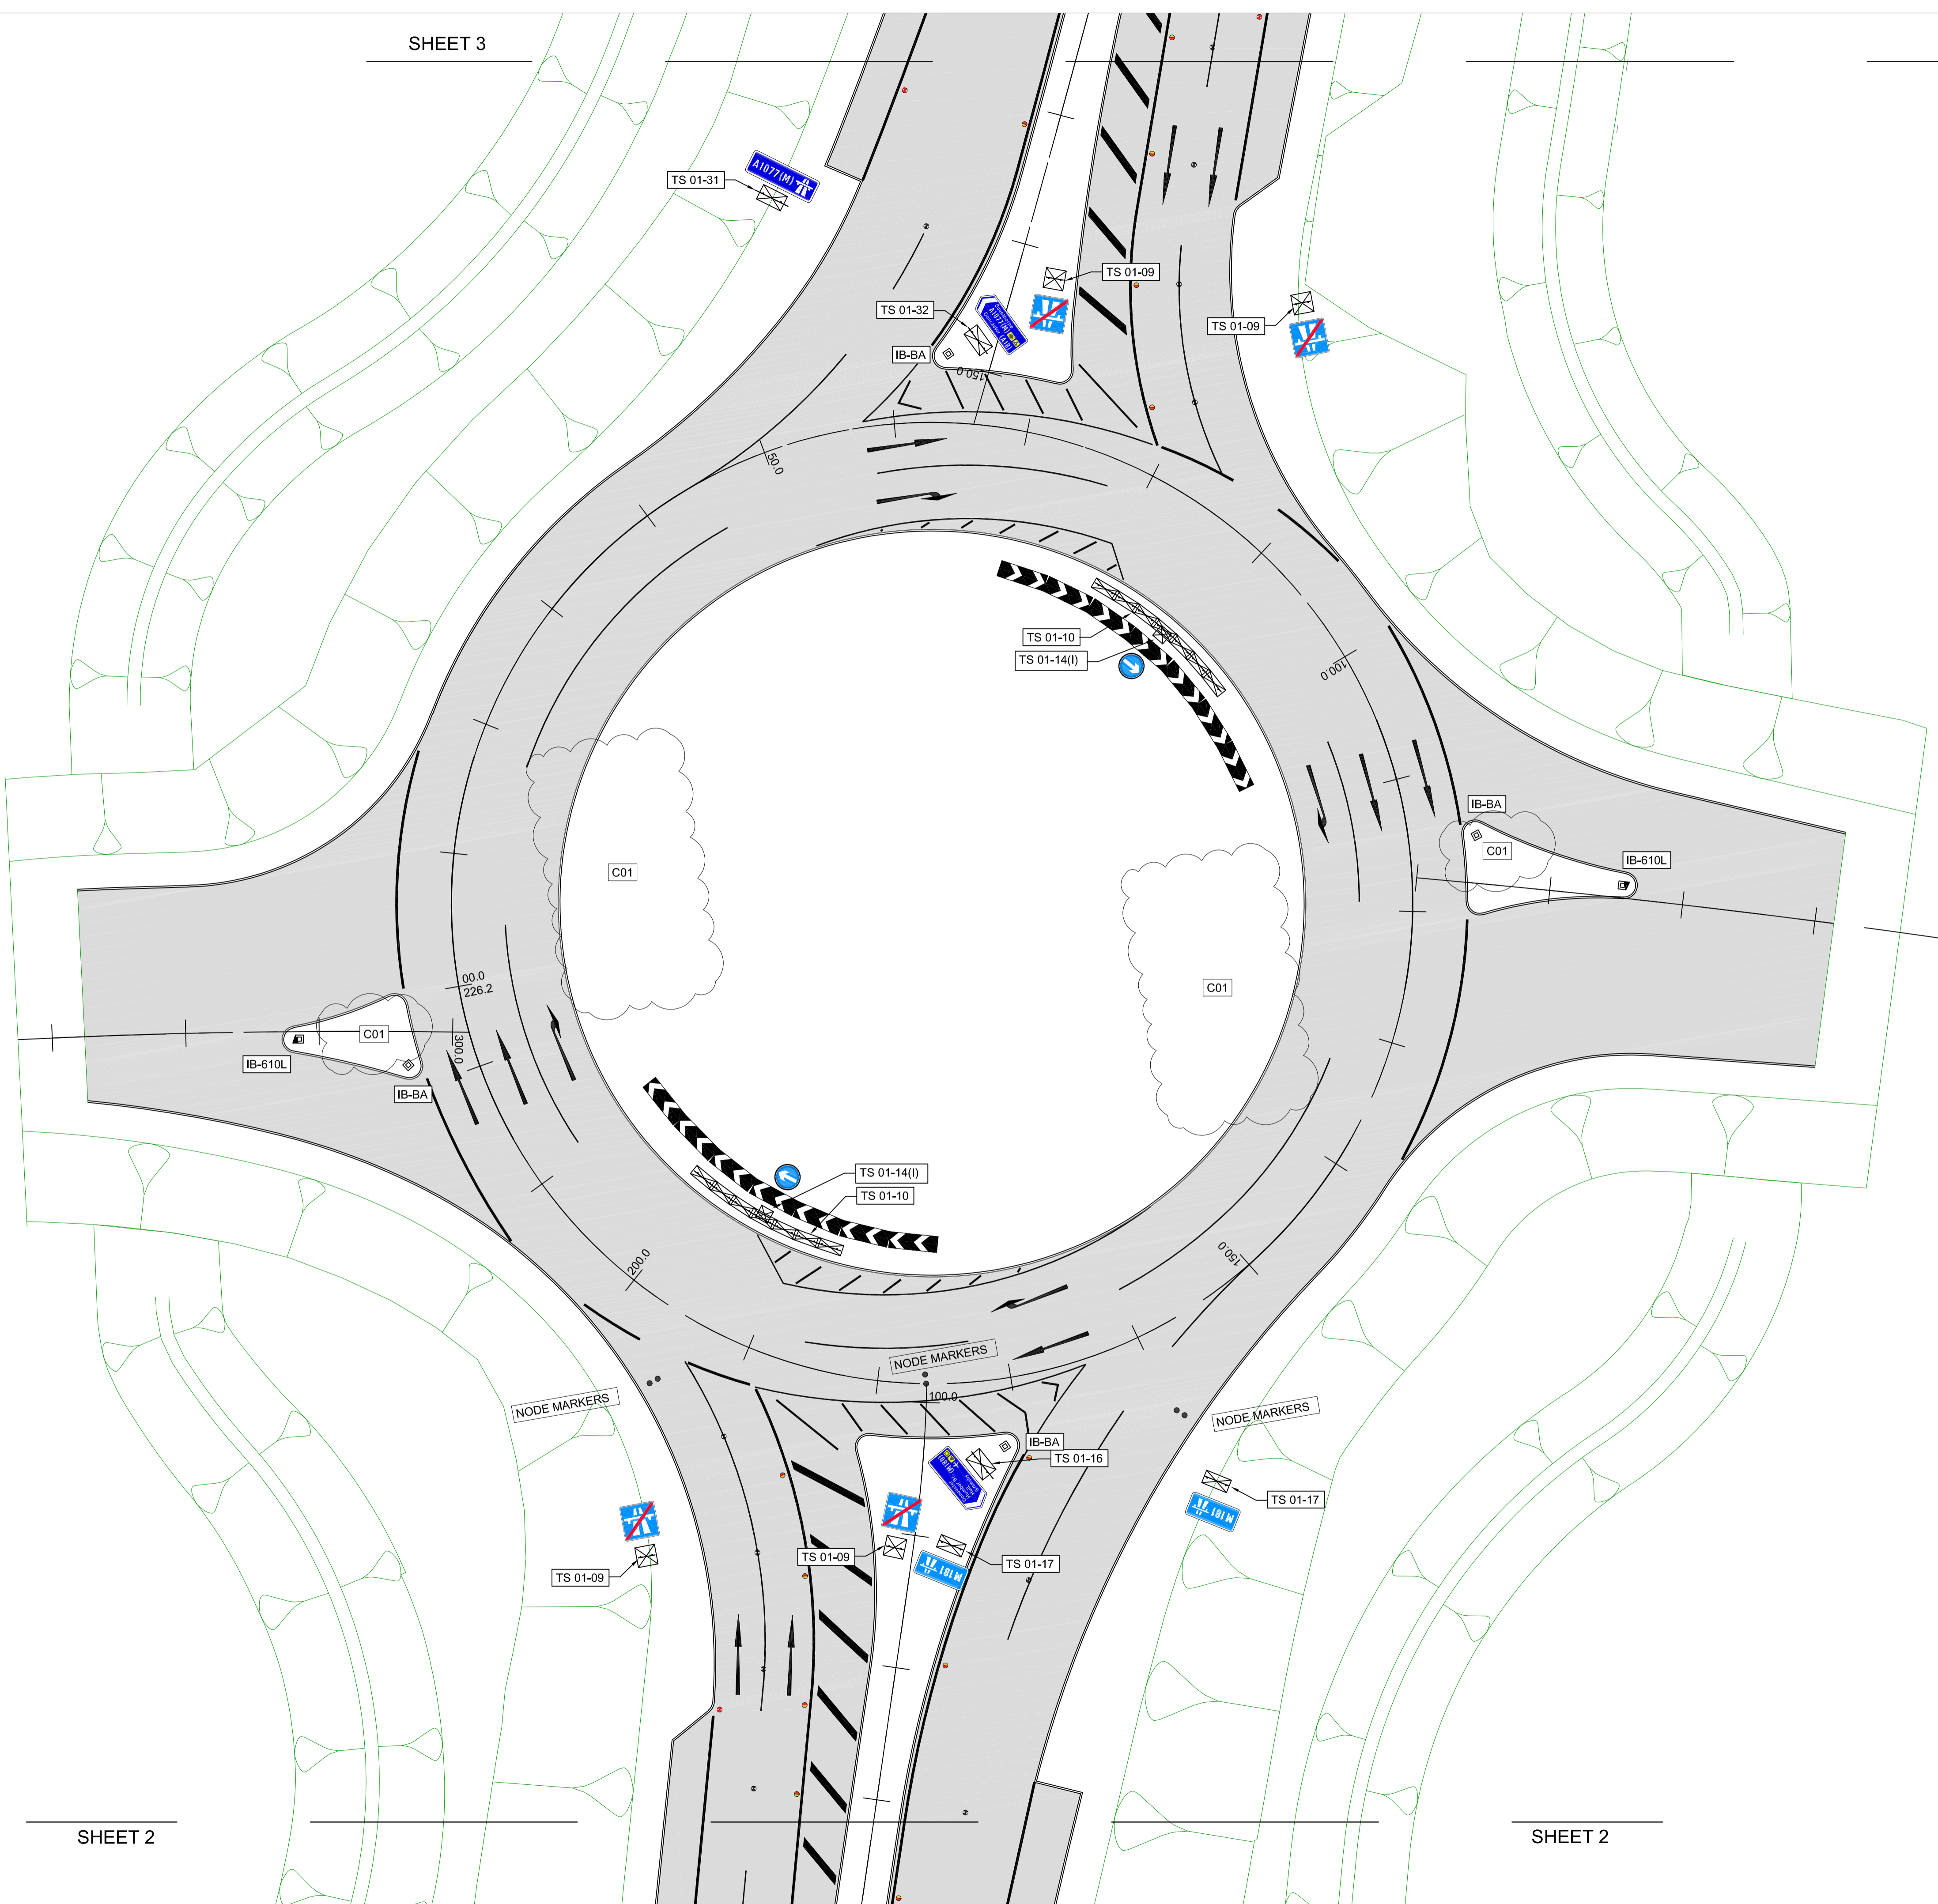 SHEET 3
A1077(M)
TS 01-31
TS 01-09
TS 01-32
A1077(M)
TS 01-09
IB-BA
150.0
50.0
TS 01-10
TS 01-14(I)
100.0
IB-BA
C01
IB-610L
C01
C01
00.0
226.2
C01
300.0
IB-610L
IB-BA
TS 01-14(I)
TS 01-10
200.0
150.0
NODE MARKERS
100.0
NODE MARKERS
NODE MARKERS
IB-BA
TS 01-16
TS 01-17
M181
TS 01-09
TS 01-17
M181
TS 01-09
SHEET 2
SHEET 2